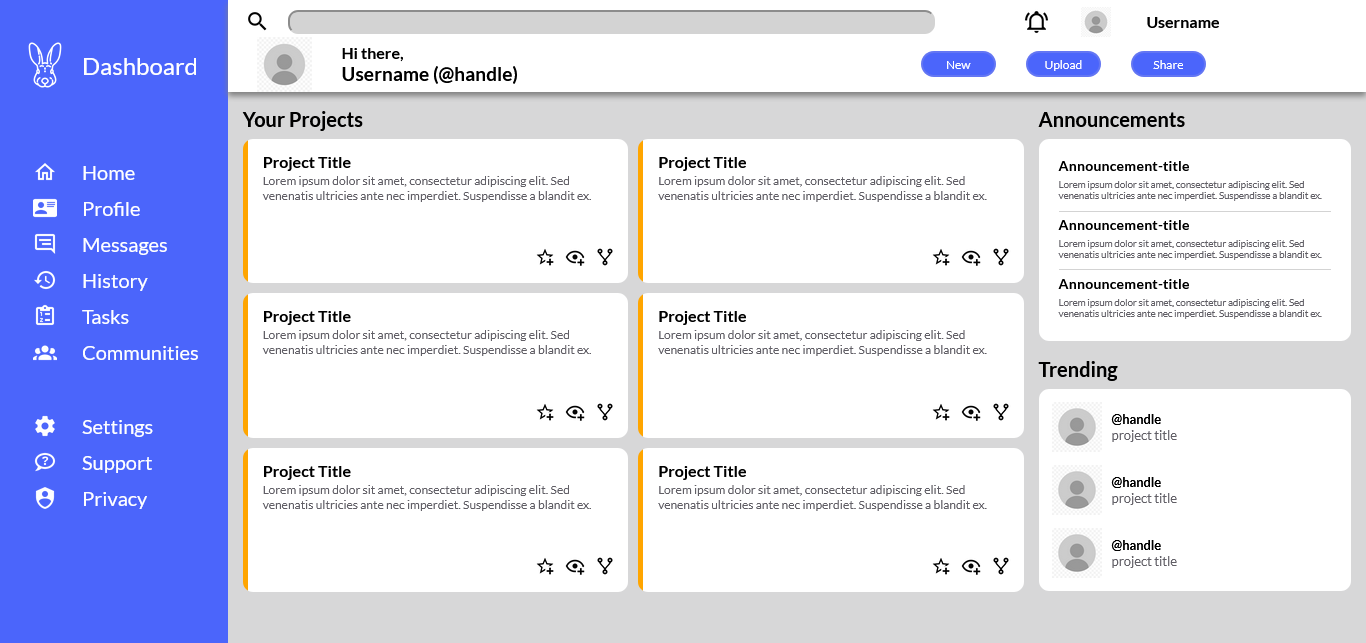 Dashboard
Home
Profile
Messages
History
Tasks
Communities
Settings
Support
Privacy
Username
Hi there,
Username (@handle)
New
Upload
Share
Your Projects
Project Title
Lorem ipsum dolor sit amet, consectetur adipiscing elit. Sed
venenatis ultricies ante nec imperdiet. Suspendisse a blandit ex.
Project Title
Lorem ipsum dolor sit amet, consectetur adipiscing elit. Sed
venenatis ultricies ante nec imperdiet. Suspendisse a blandit ex.
Project Title
Lorem ipsum dolor sit amet, consectetur adipiscing elit. Sed
venenatis ultricies ante nec imperdiet. Suspendisse a blandit ex.
Project Title
Lorem ipsum dolor sit amet, consectetur adipiscing elit. Sed
venenatis ultricies ante nec imperdiet. Suspendisse a blandit ex.
Project Title
Lorem ipsum dolor sit amet, consectetur adipiscing elit. Sed
venenatis ultricies ante nec imperdiet. Suspendisse a blandit ex.
Project Title
Lorem ipsum dolor sit amet, consectetur adipiscing elit. Sed
venenatis ultricies ante nec imperdiet. Suspendisse a blandit ex.
Announcements
Announcement-title
Lorem ipsum dolor sit amet, consectetur adipiscing elit. Sed
venenatis ultricies ante nec imperdiet. Suspendisse a blandit ex.
Announcement-title
Lorem ipsum dolor sit amet, consectetur adipiscing elit. Sed
venenatis ultricies ante nec imperdiet. Suspendisse a blandit ex.
Announcement-title
Lorem ipsum dolor sit amet, consectetur adipiscing elit. Sed
venenatis ultricies ante nec imperdiet. Suspendisse a blandit ex.
Trending
@handle
project title
@handle
project title
@handle
project title